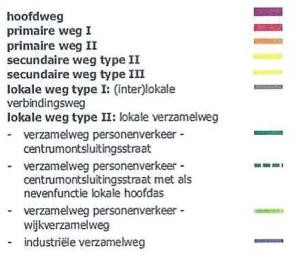 hoofdweg
primaire weg I
primaire weg II
secundaire weg type II
secundaire weg type III
lokale weg type I: (inter)lokale
verbindingsweg
lokale weg type II: lokale verzamelweg
- verzamelweg personenverkeer -
centrumontsluitingsstraat
- verzamelweg personenverkeer -
centrumontsluitingsstraat met als
nevenfunctie lokale hoofdas
- verzamelweg personenverkeer -
wijkverzamelweg
- industriële verzamelweg